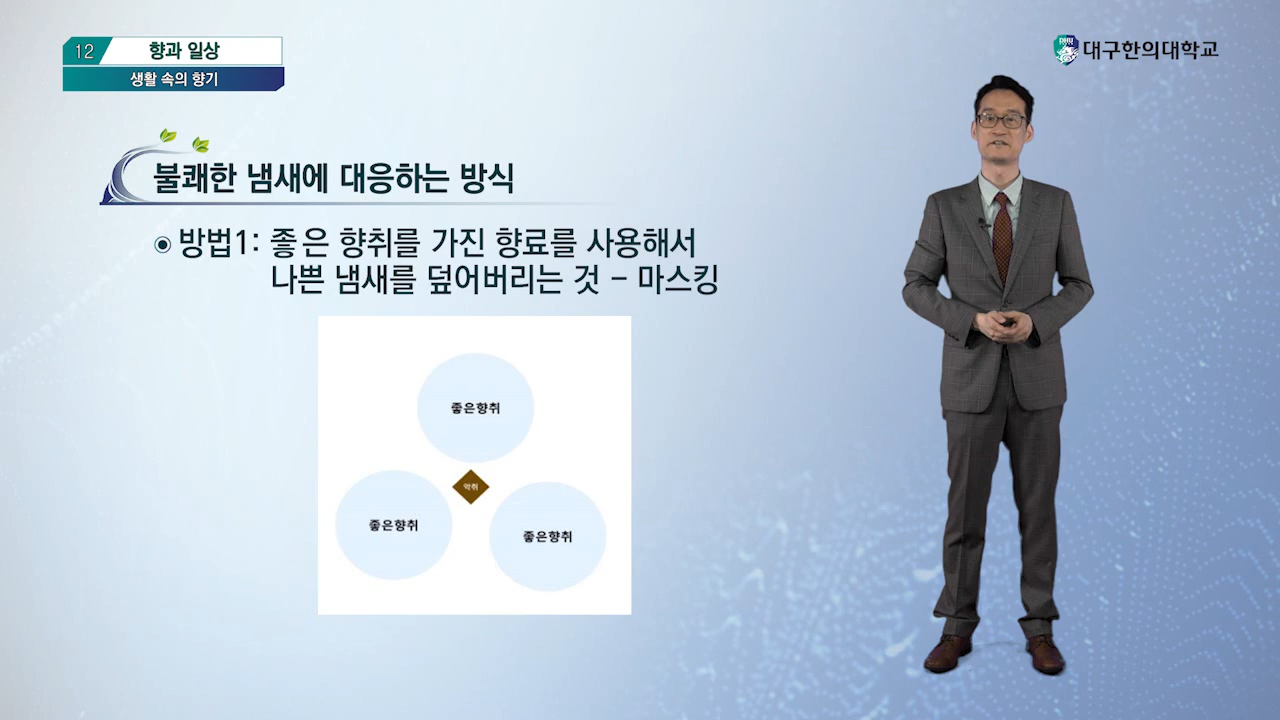 12 향과 일상
생활 속의 향기
DHU 대구한의대학교
불쾌한 냄새에 대응하는 방식
방법1: 좋은 향취를 가진 향료를 사용해서
나쁜 냄새를 덮어버리는 것 – 마스킹
좋은향취
악취
좋은향취
좋은향취